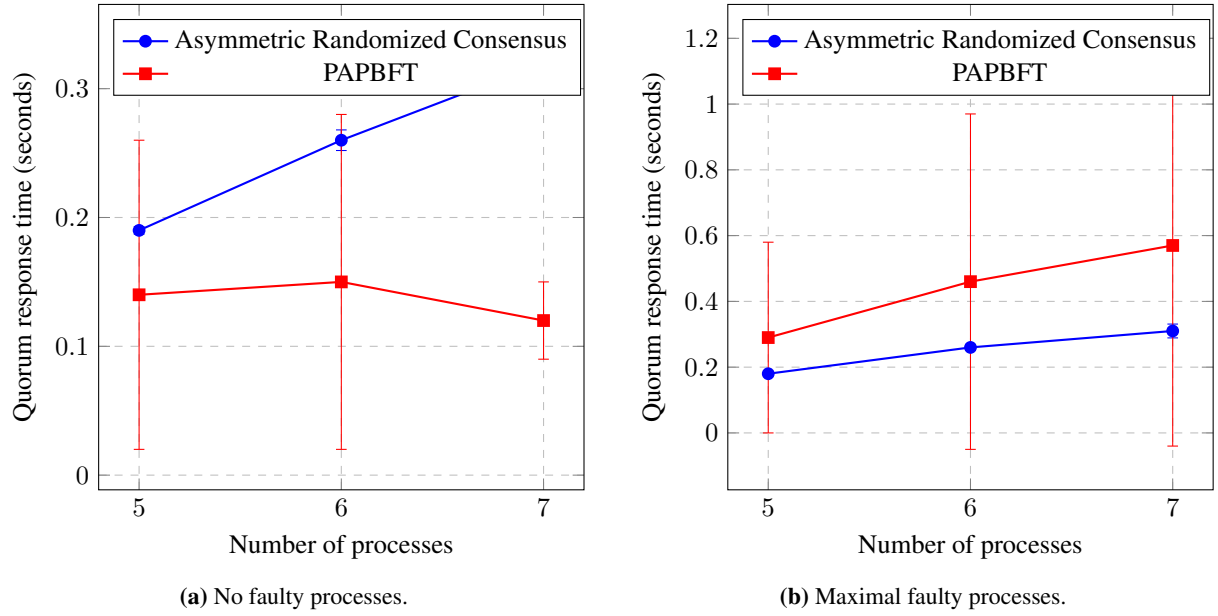 Asymmetric Randomized Consensus
PAPBFT
0.3
0.2
0.1
0
Quorum response time (seconds)
5 6 7
Number of processes
(a) No faulty processes.
Asymmetric Randomized Consensus
PAPBFT
1.2
1
0.8
0.6
0.4
0.2
0
Quorum response time (seconds)
5 6 7
Number of processes
(b) Maximal faulty processes.